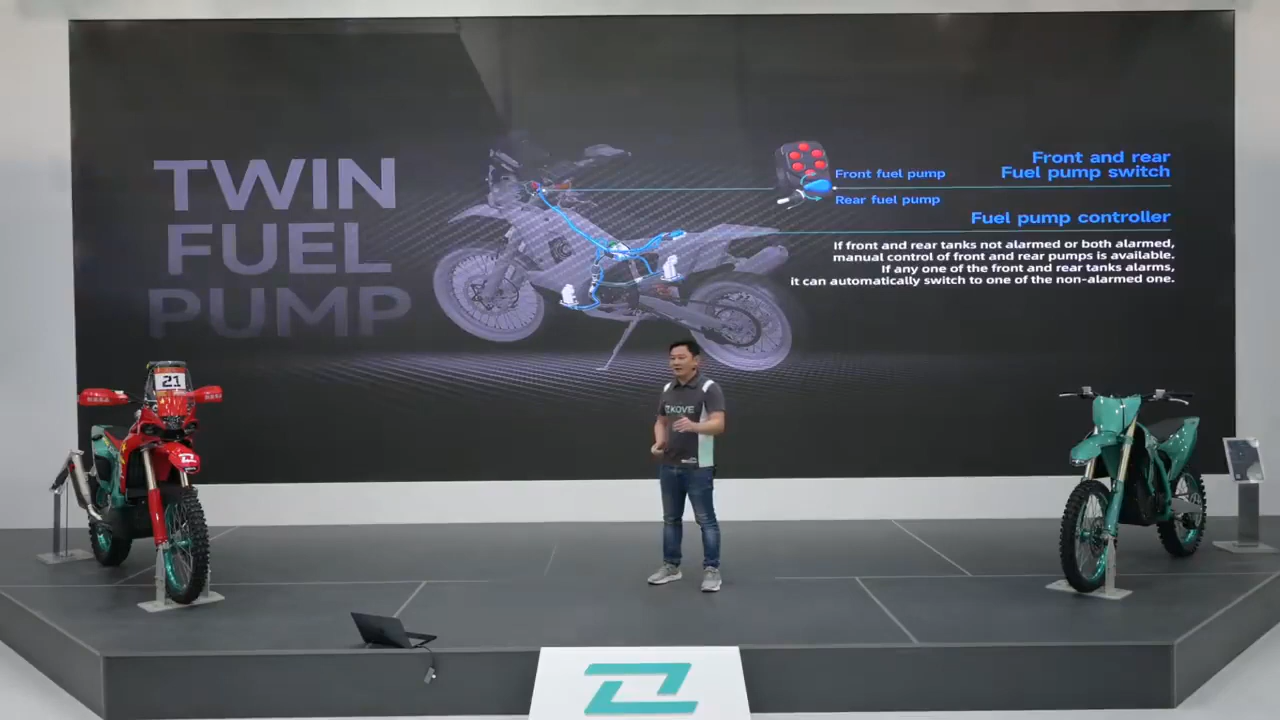 TWIN
FUEL
PUMP
Front fuel pump
Rear fuel pump
Front and rear
Fuel pump switch
Fuel pump controller
If front and rear tanks not alarmed or both alarmed,
manual control of front and rear pumps is available.
If any one of the front and rear tanks alarms,
it can automatically switch to one of the non-alarmed one.
21
KOVE